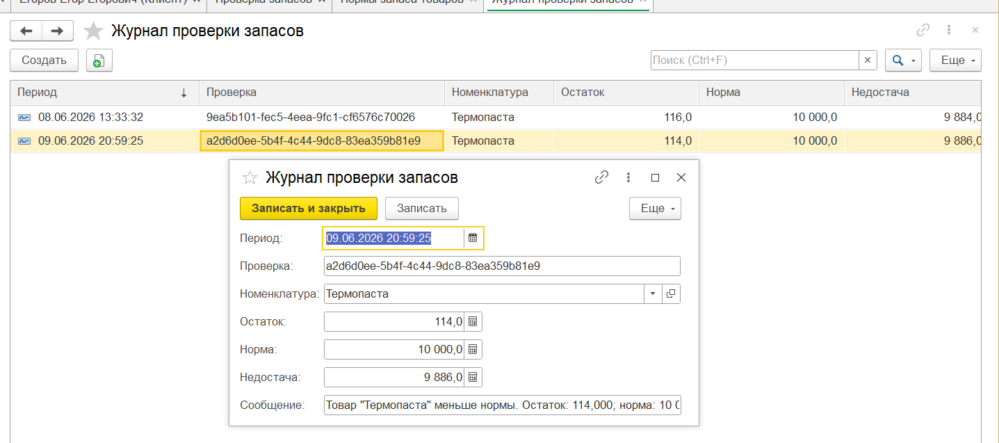 Егоров Егор Егорович (Клиент) Проверка запасов Нормы запаса товаров Журнал проверки запасов
Журнал проверки запасов
Создать Поиск (Ctrl+F) Еще
Период Проверка Номенклатура Остаток Норма Недостача
08.06.2026 13:33:32 9ea5b101-fec5-4eea-9fc1-cf6576c70026 Термопаста 116,0 10 000,0 9 884,0
09.06.2026 20:59:25 a2d6d0ee-5b4f-4c44-9dc8-83ea359b81e9 Термопаста 114,0 10 000,0 9 886,0
Журнал проверки запасов
Записать и закрыть Записать Еще
Период: 09.06.2026 20:59:25
Проверка: a2d6d0ee-5b4f-4c44-9dc8-83ea359b81e9
Номенклатура: Термопаста
Остаток: 114,0
Норма: 10 000,0
Недостача: 9 886,0
Сообщение: Товар "Термопаста" меньше нормы. Остаток: 114,000; норма: 10 0